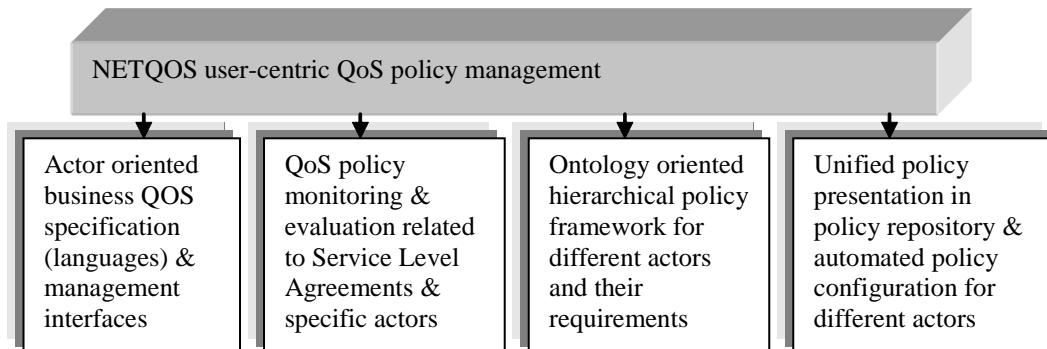 NETQOS user-centric QoS policy management
Actor oriented
business QOS
specification
(languages) &
management
interfaces
QoS policy
monitoring &
evaluation related
to Service Level
Agreements &
specific actors
Ontology oriented
hierarchical policy
framework for
different actors
and their
requirements
Unified policy
presentation in
policy repository &
automated policy
configuration for
different actors